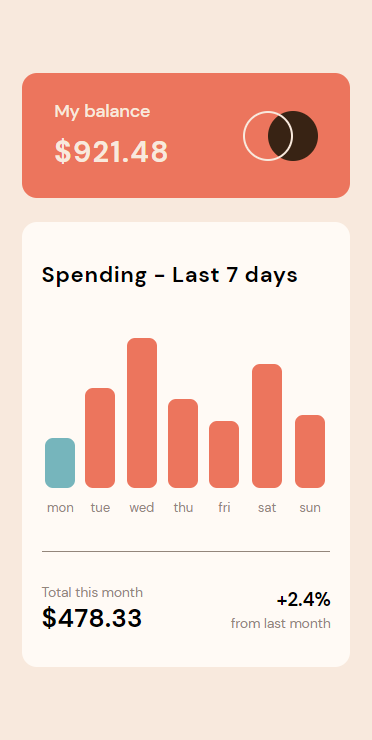 My balance
$921.48
Spending - Last 7 days
mon tue wed thu fri sat sun
Total this month
$478.33
+2.4%
from last month